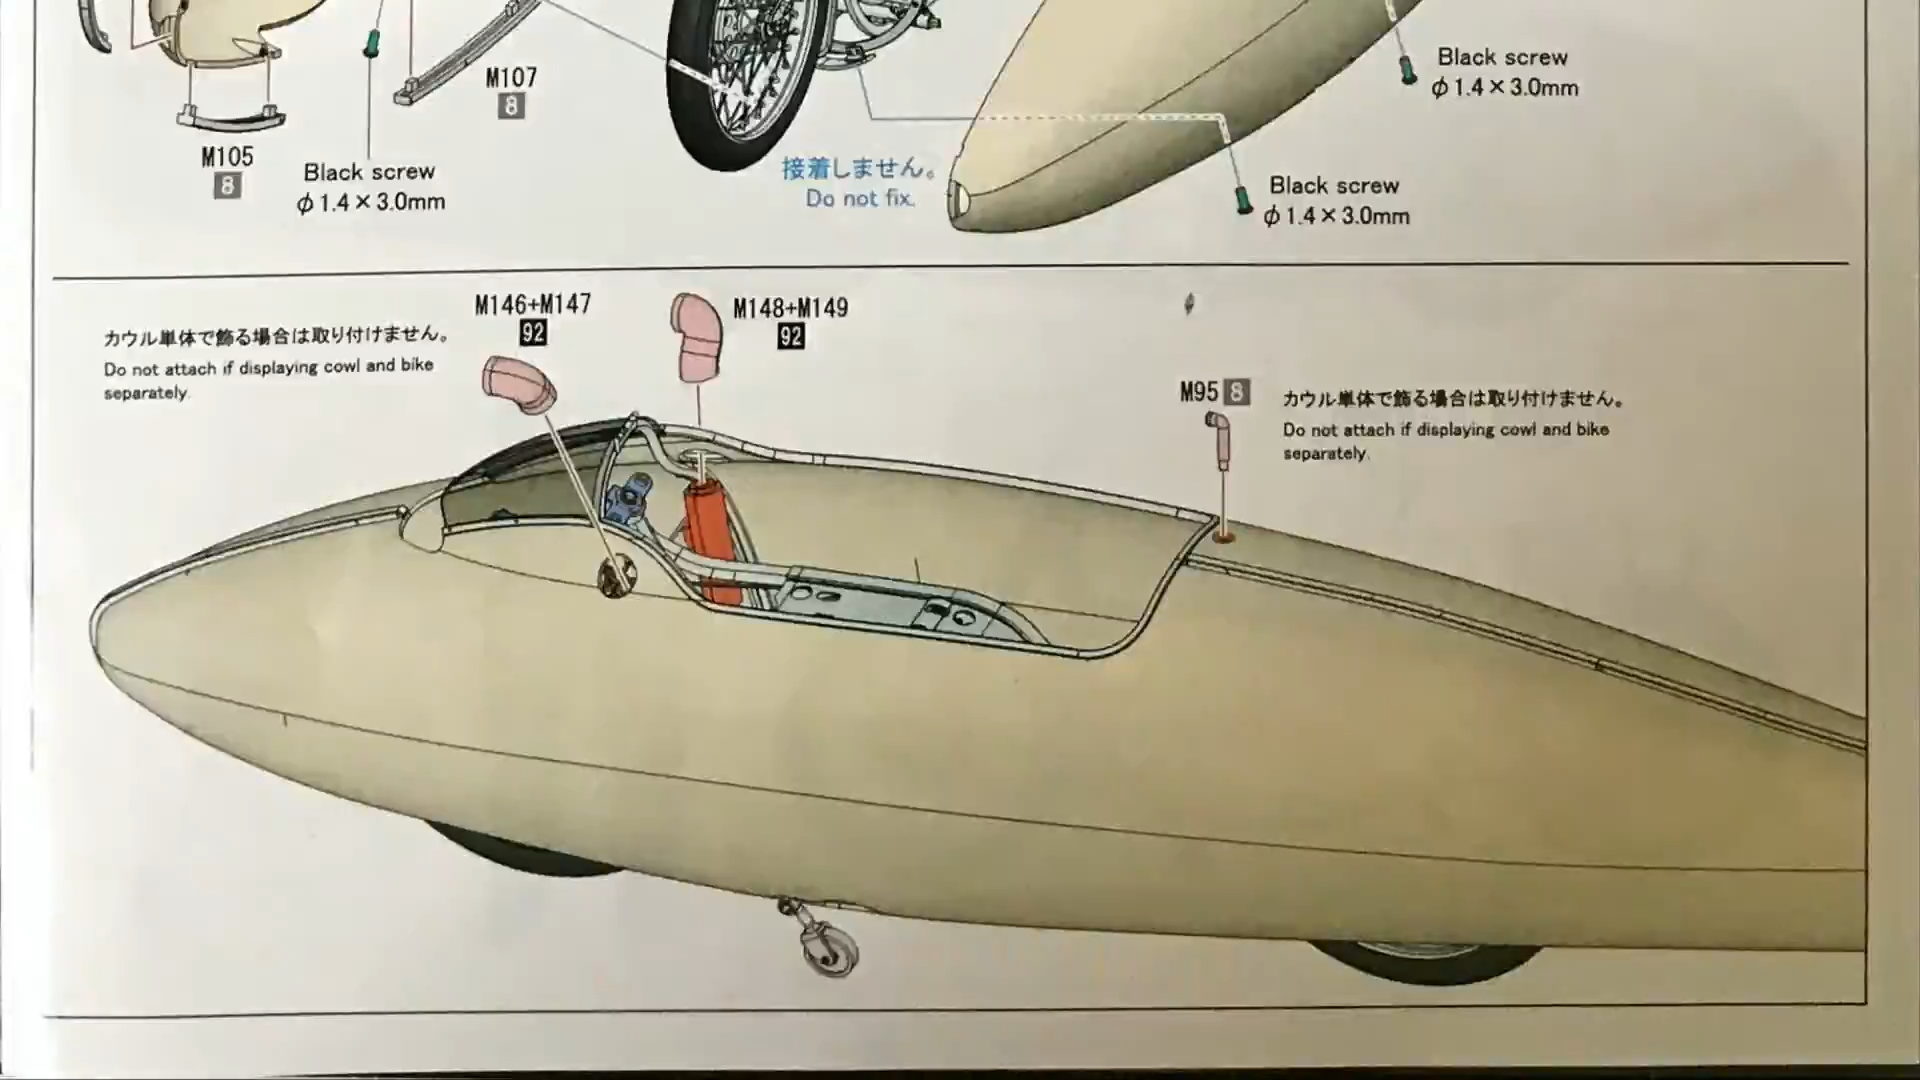 M107
8
M105
8
Black screw
φ1.4×3.0mm
接着しません。
Do not fix.
Black screw
φ1.4×3.0mm
Black screw
φ1.4×3.0mm
カウル単体で飾る場合は取り付けません。
Do not attach if displaying cowl and bike
separately.
M146+M147
92
M148+M149
92
M95 8
カウル単体で飾る場合は取り付けません。
Do not attach if displaying cowl and bike
separately.